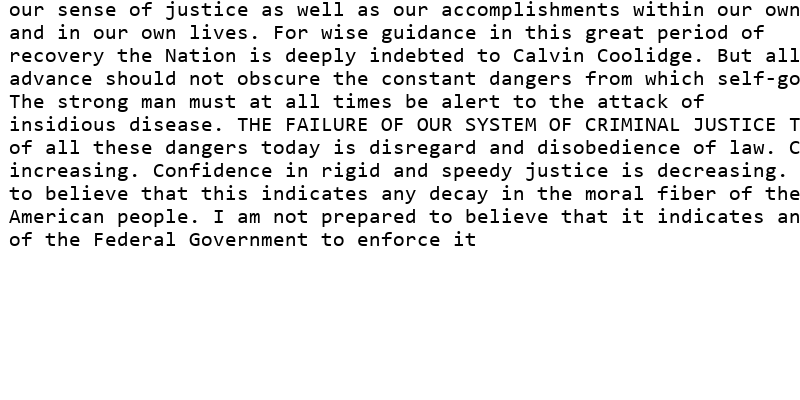 our sense of justice as well as our accomplishments within our own
and in our own lives. For wise guidance in this great period of
recovery the Nation is deeply indebted to Calvin Coolidge. But all
advance should not obscure the constant dangers from which self-go
The strong man must at all times be alert to the attack of
insidious disease. THE FAILURE OF OUR SYSTEM OF CRIMINAL JUSTICE T
of all these dangers today is disregard and disobedience of law. C
increasing. Confidence in rigid and speedy justice is decreasing.
to believe that this indicates any decay in the moral fiber of the
American people. I am not prepared to believe that it indicates an
of the Federal Government to enforce it